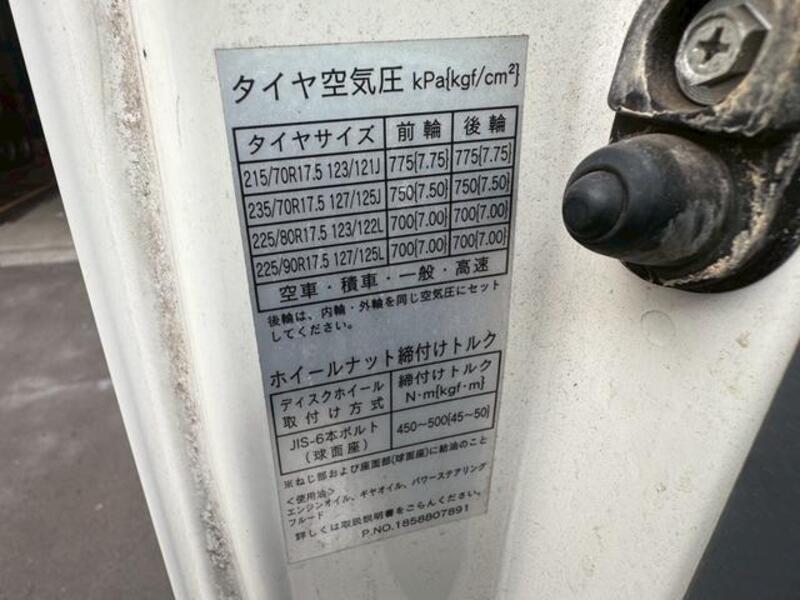 タイヤ空気圧 kPa{kgf/cm²}
タイヤサイズ 前輪 後輪
215/70R17.5 123/121J 775{7.75} 775{7.75}
235/70R17.5 127/125J 750{7.50} 750{7.50}
225/80R17.5 123/122L 700{7.00} 700{7.00}
225/90R17.5 127/125L 700{7.00} 700{7.00}
空車・積車・一般・高速
後輪は、内輪・外輪を同じ空気圧にセット
してください。
ホイールナット締付けトルク
ディスクホイール 締付けトルク
取付け方式 N·m{kgf·m}
JIS-6本ボルト 450～500{45～50}
(球面座)
※ねじ部および座面部(球面座)に給油のこと
<使用油>
エンジンオイル、ギヤオイル、パワーステアリング
フルード
詳しくは取扱説明書をごらんください。
P.NO.1858807891